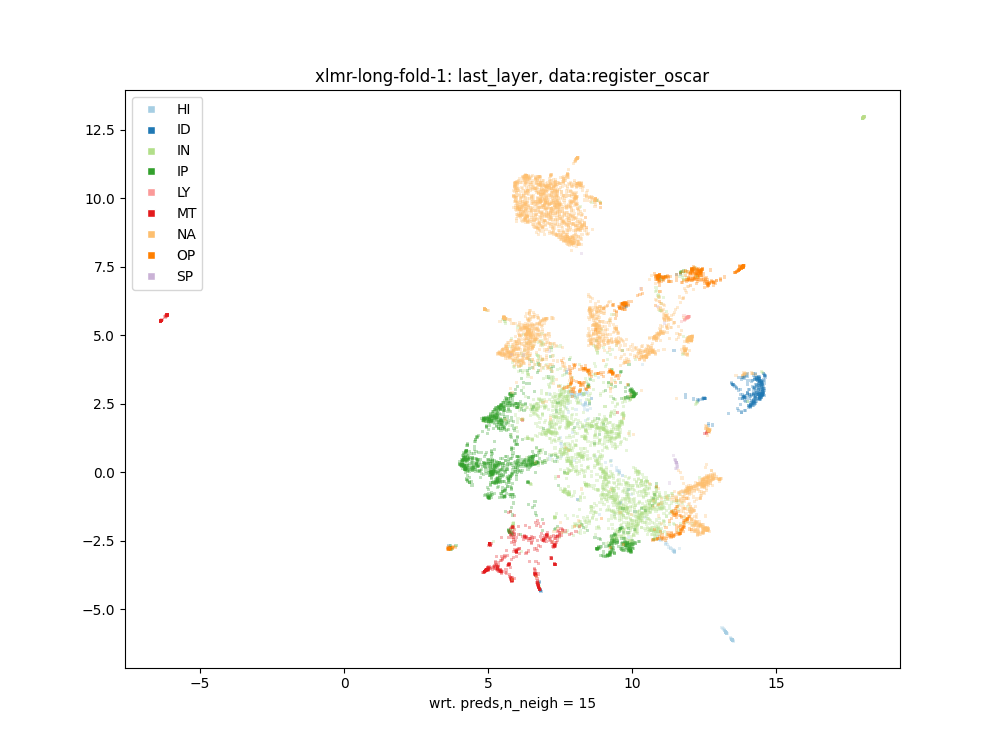 xlmr-long-fold-1: last_layer, data:register_oscar
HI
ID
IN
IP
LY
MT
NA
OP
SP
12.5
10.0
7.5
5.0
2.5
0.0
−2.5
−5.0
−5
0
5
10
15
wrt. preds,n_neigh = 15